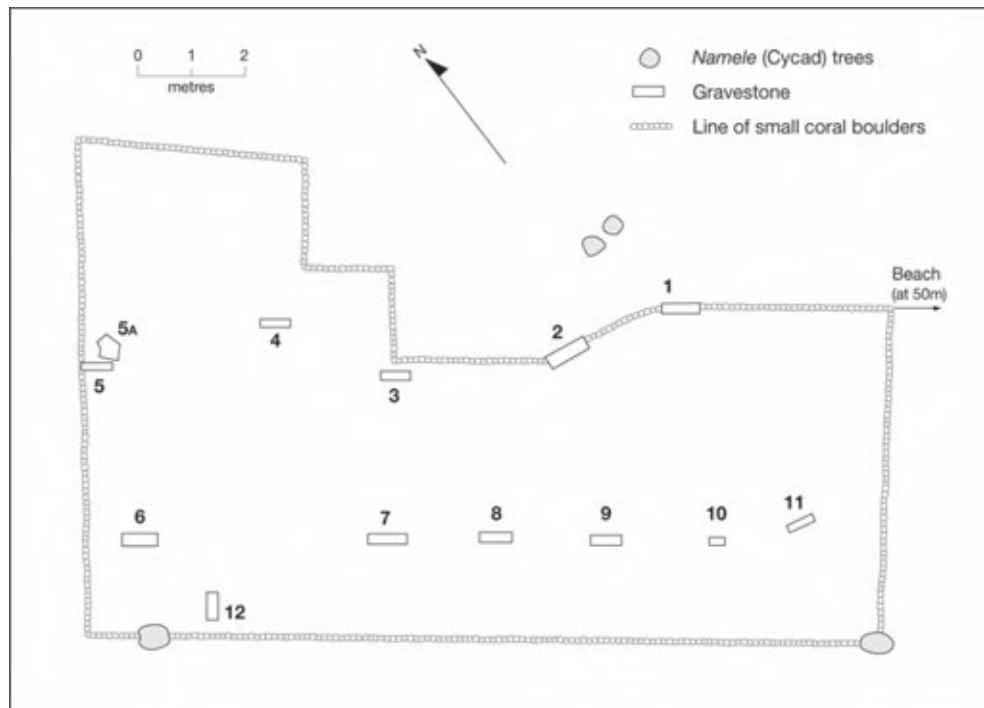 0 1 2
metres
N
Namele (Cycad) trees
Gravestone
Line of small coral boulders
Beach
(at 50m)
1
2
5A
4
5
3
6
7
8
9
10
11
12